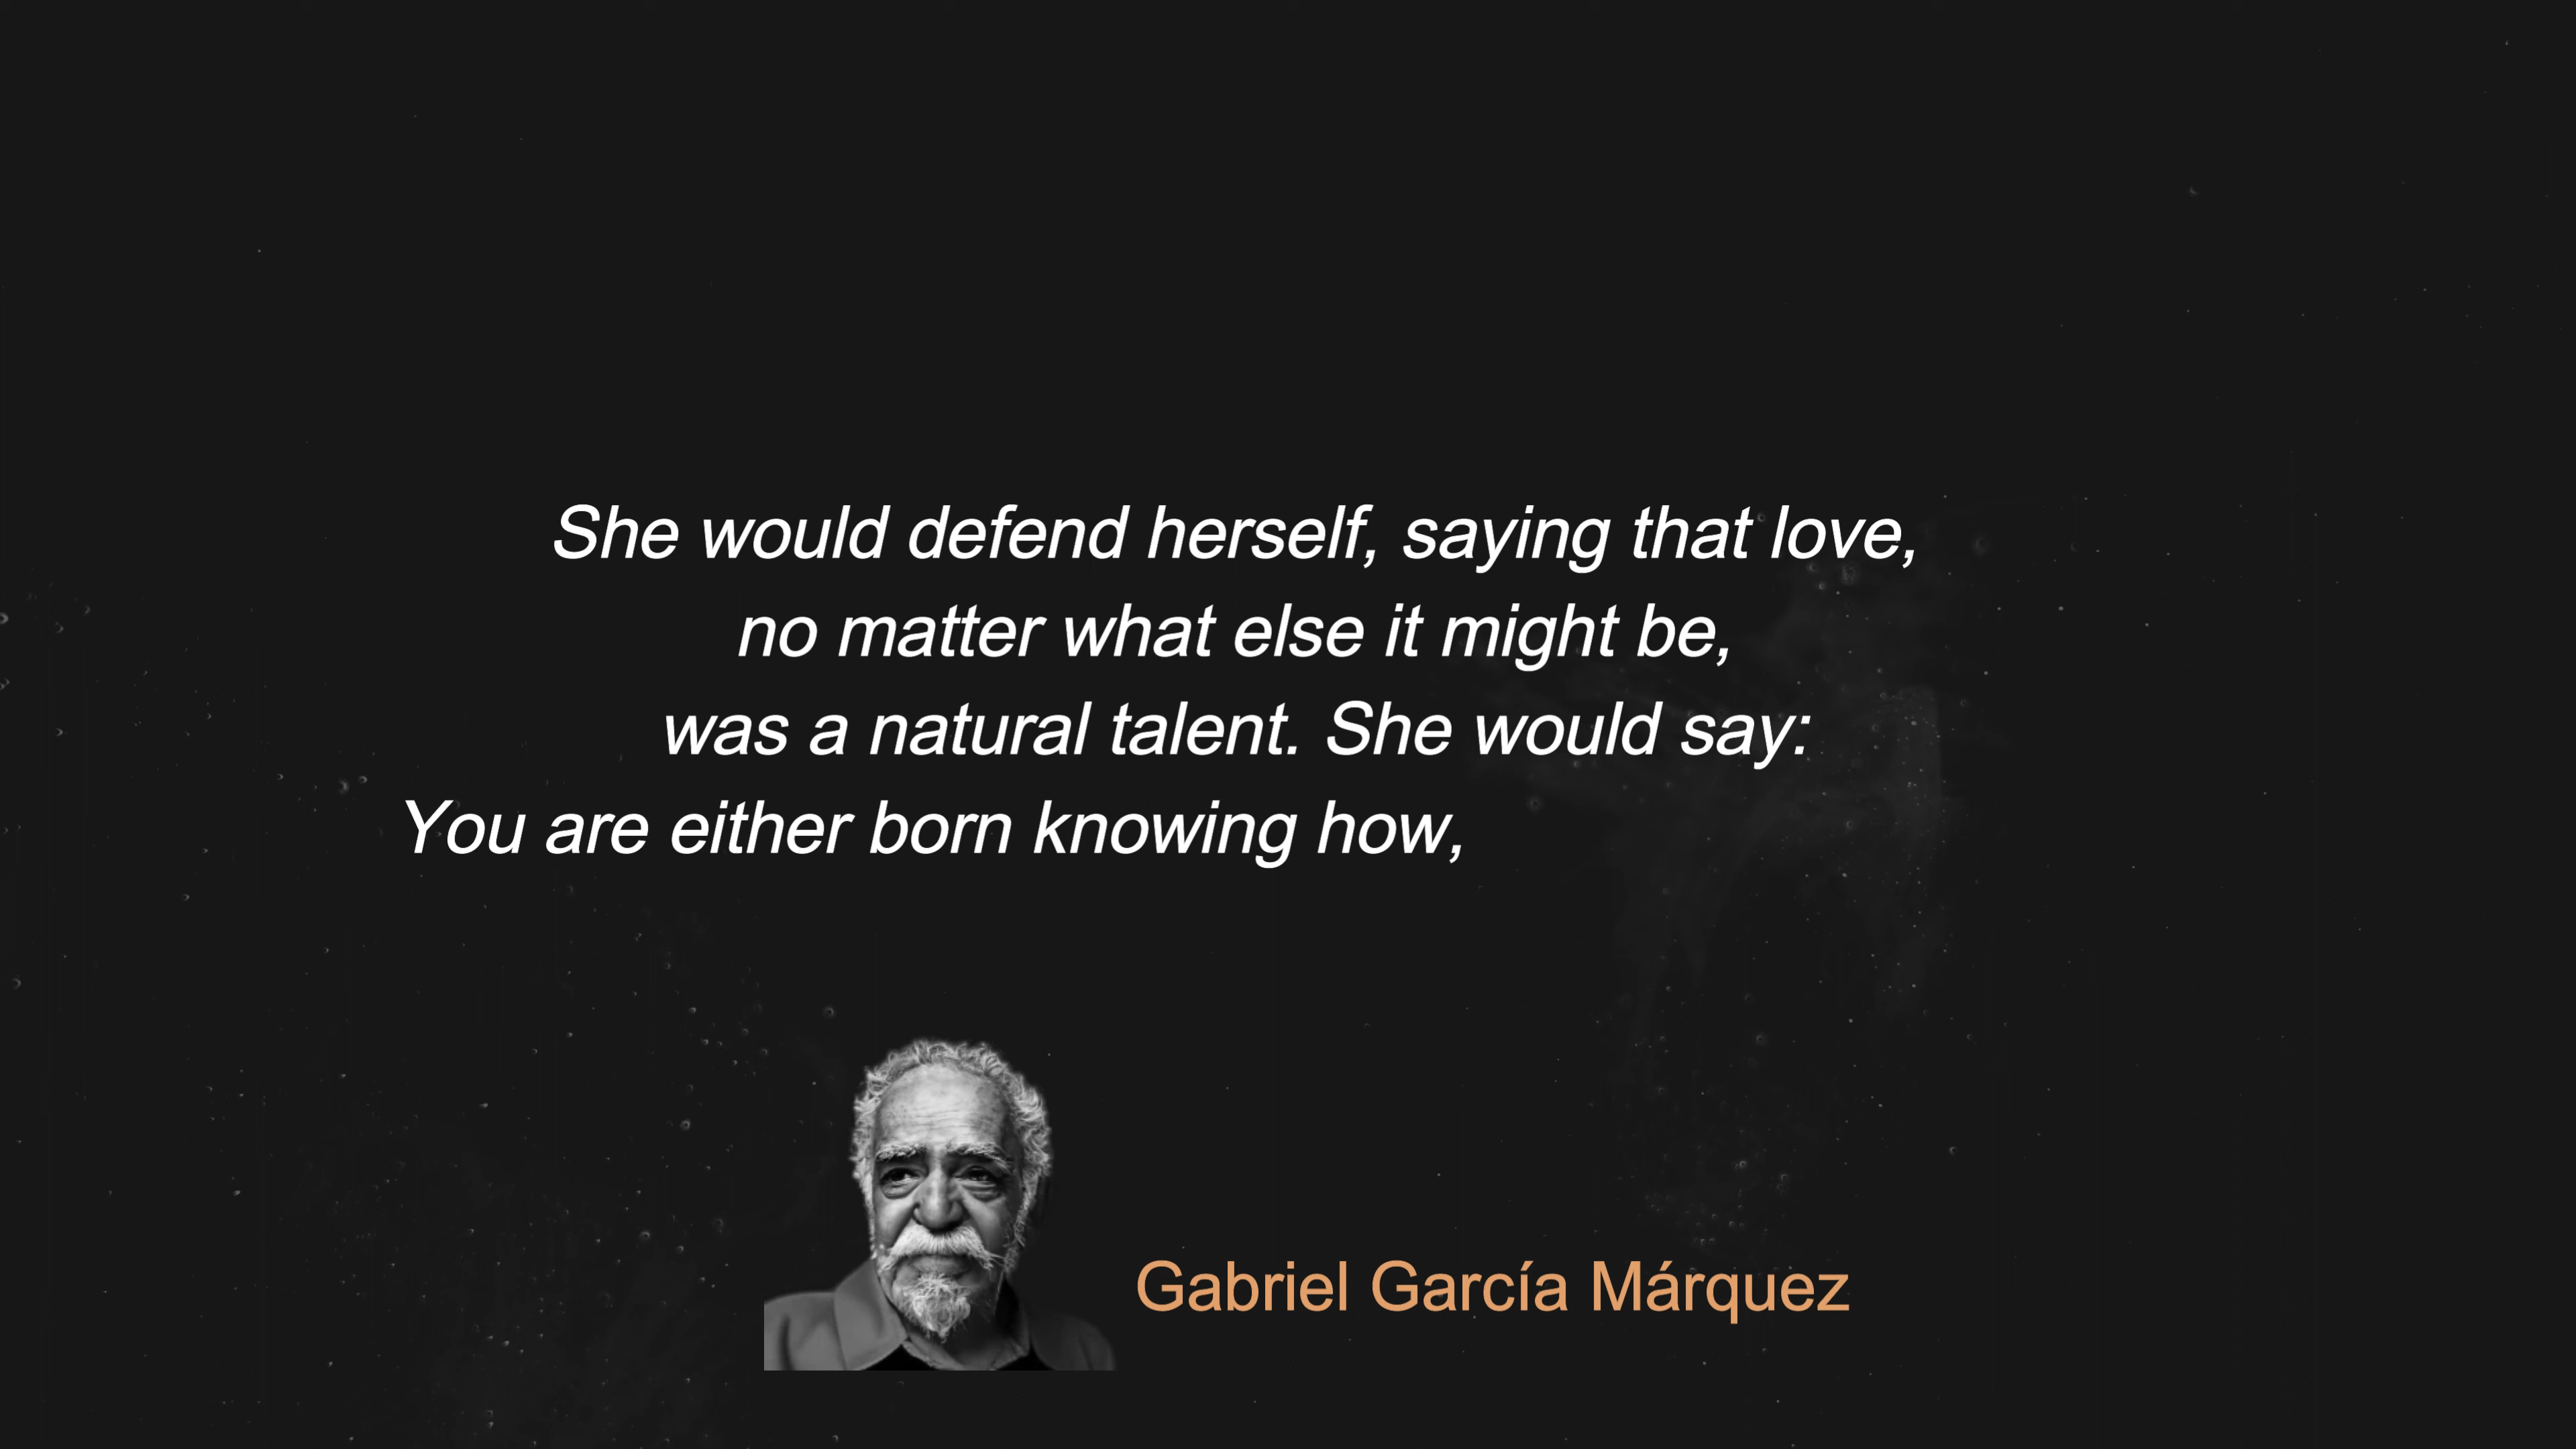 She would defend herself, saying that love,
no matter what else it might be,
was a natural talent. She would say:
You are either born knowing how,
Gabriel García Márquez